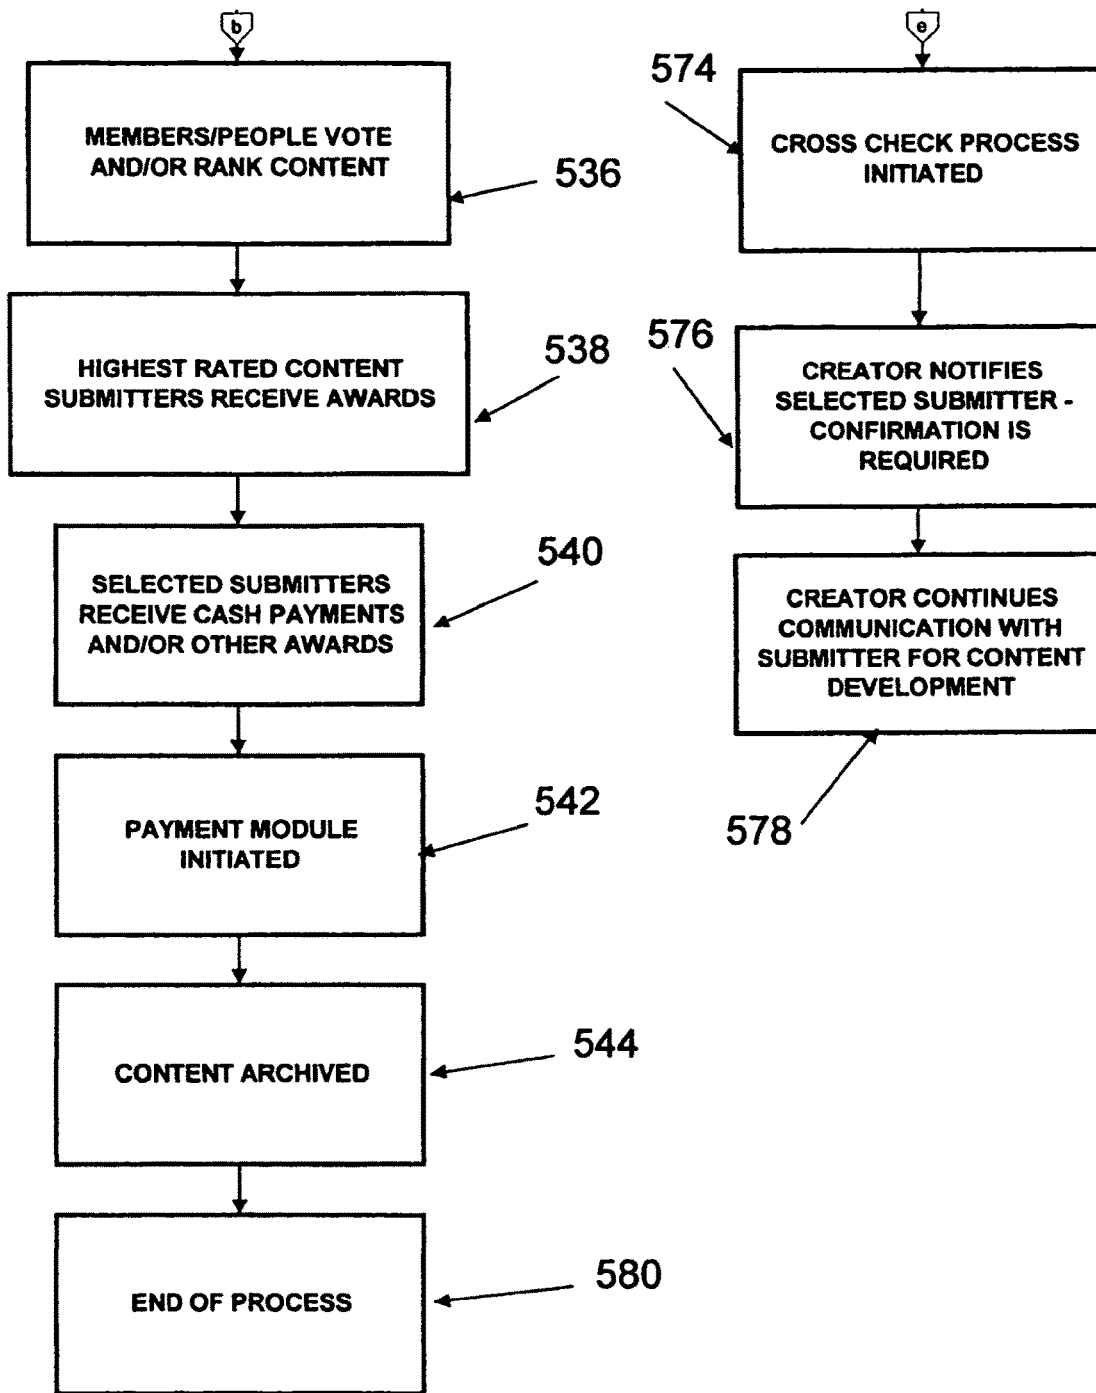 b
MEMBERS/PEOPLE VOTE
AND/OR RANK CONTENT
536
HIGHEST RATED CONTENT
SUBMITTERS RECEIVE AWARDS
538
SELECTED SUBMITTERS
RECEIVE CASH PAYMENTS
AND/OR OTHER AWARDS
540
PAYMENT MODULE
INITIATED
542
CONTENT ARCHIVED
544
END OF PROCESS
580
e
574
CROSS CHECK PROCESS
INITIATED
576
CREATOR NOTIFIES
SELECTED SUBMITTER -
CONFIRMATION IS
REQUIRED
CREATOR CONTINUES
COMMUNICATION WITH
SUBMITTER FOR CONTENT
DEVELOPMENT
578